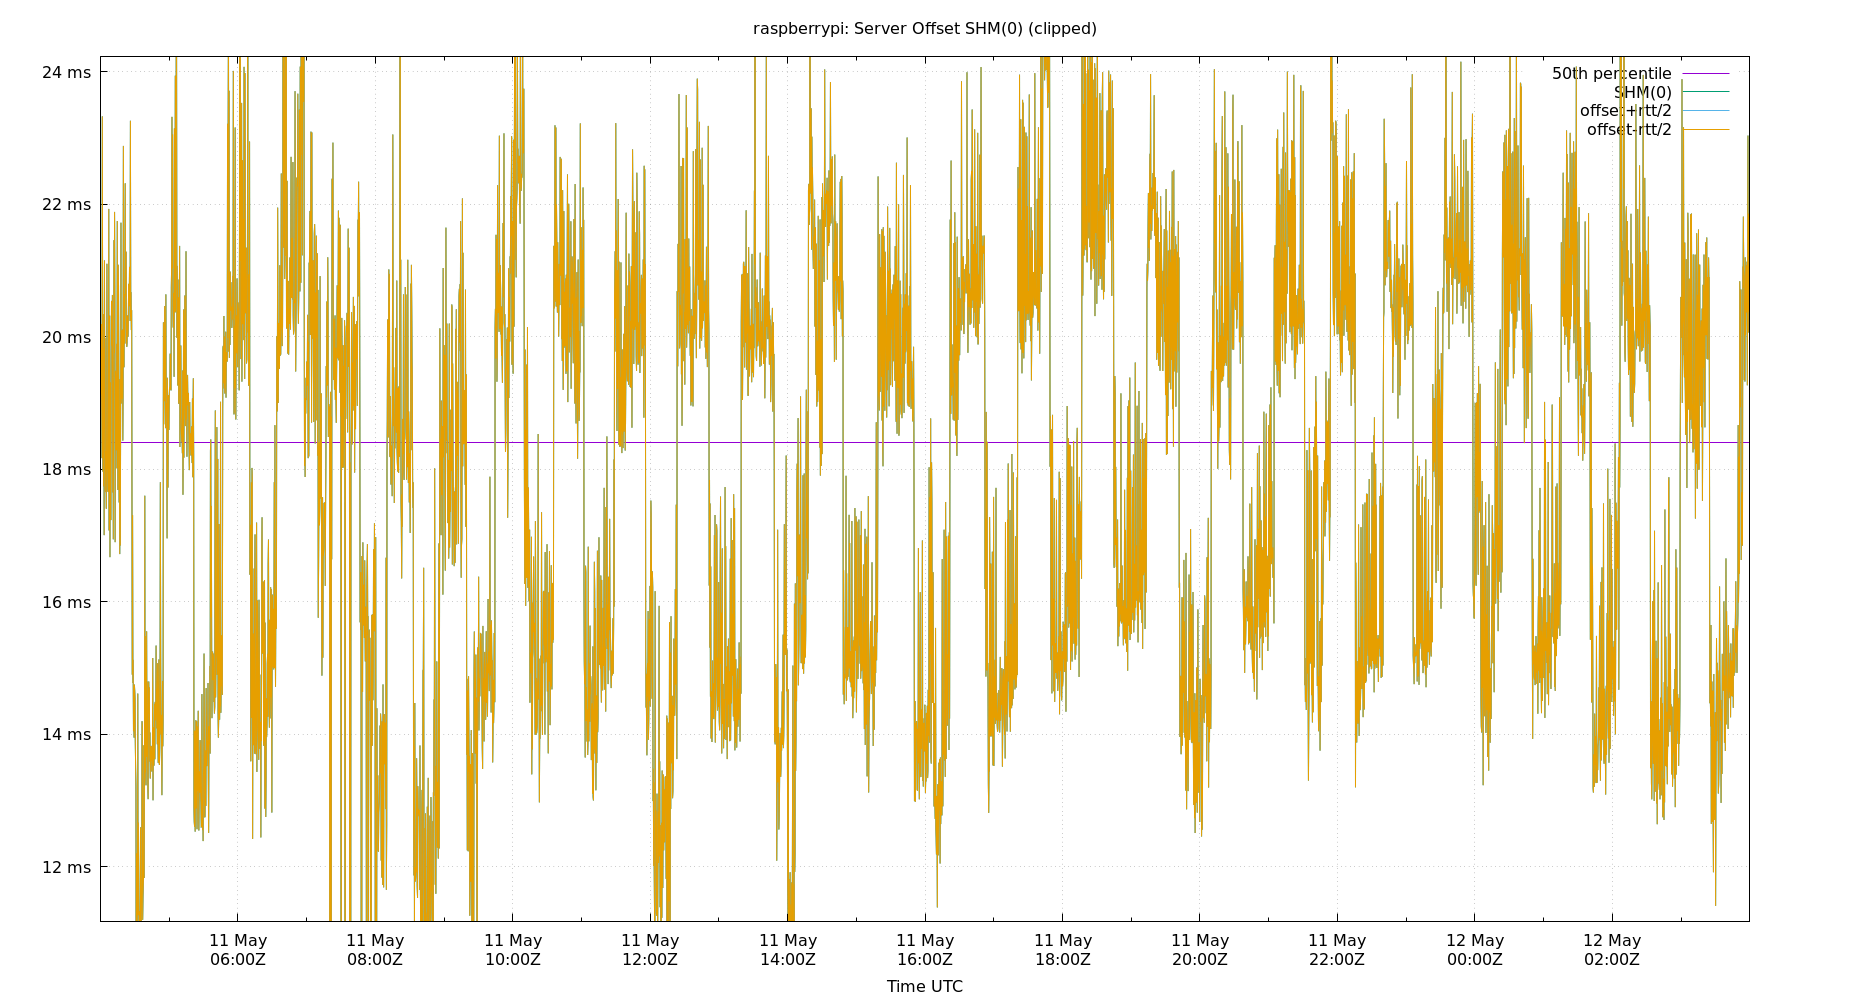 raspberrypi: Server Offset SHM(0) (clipped)
24 ms
22 ms
20 ms
18 ms
16 ms
14 ms
12 ms
50th percentile
SHM(0)
offset+rtt/2
offset-rtt/2
11 May 11 May 11 May 11 May 11 May 11 May 11 May 11 May 11 May 12 May 12 May
06:00Z 08:00Z 10:00Z 12:00Z 14:00Z 16:00Z 18:00Z 20:00Z 22:00Z 00:00Z 02:00Z
Time UTC